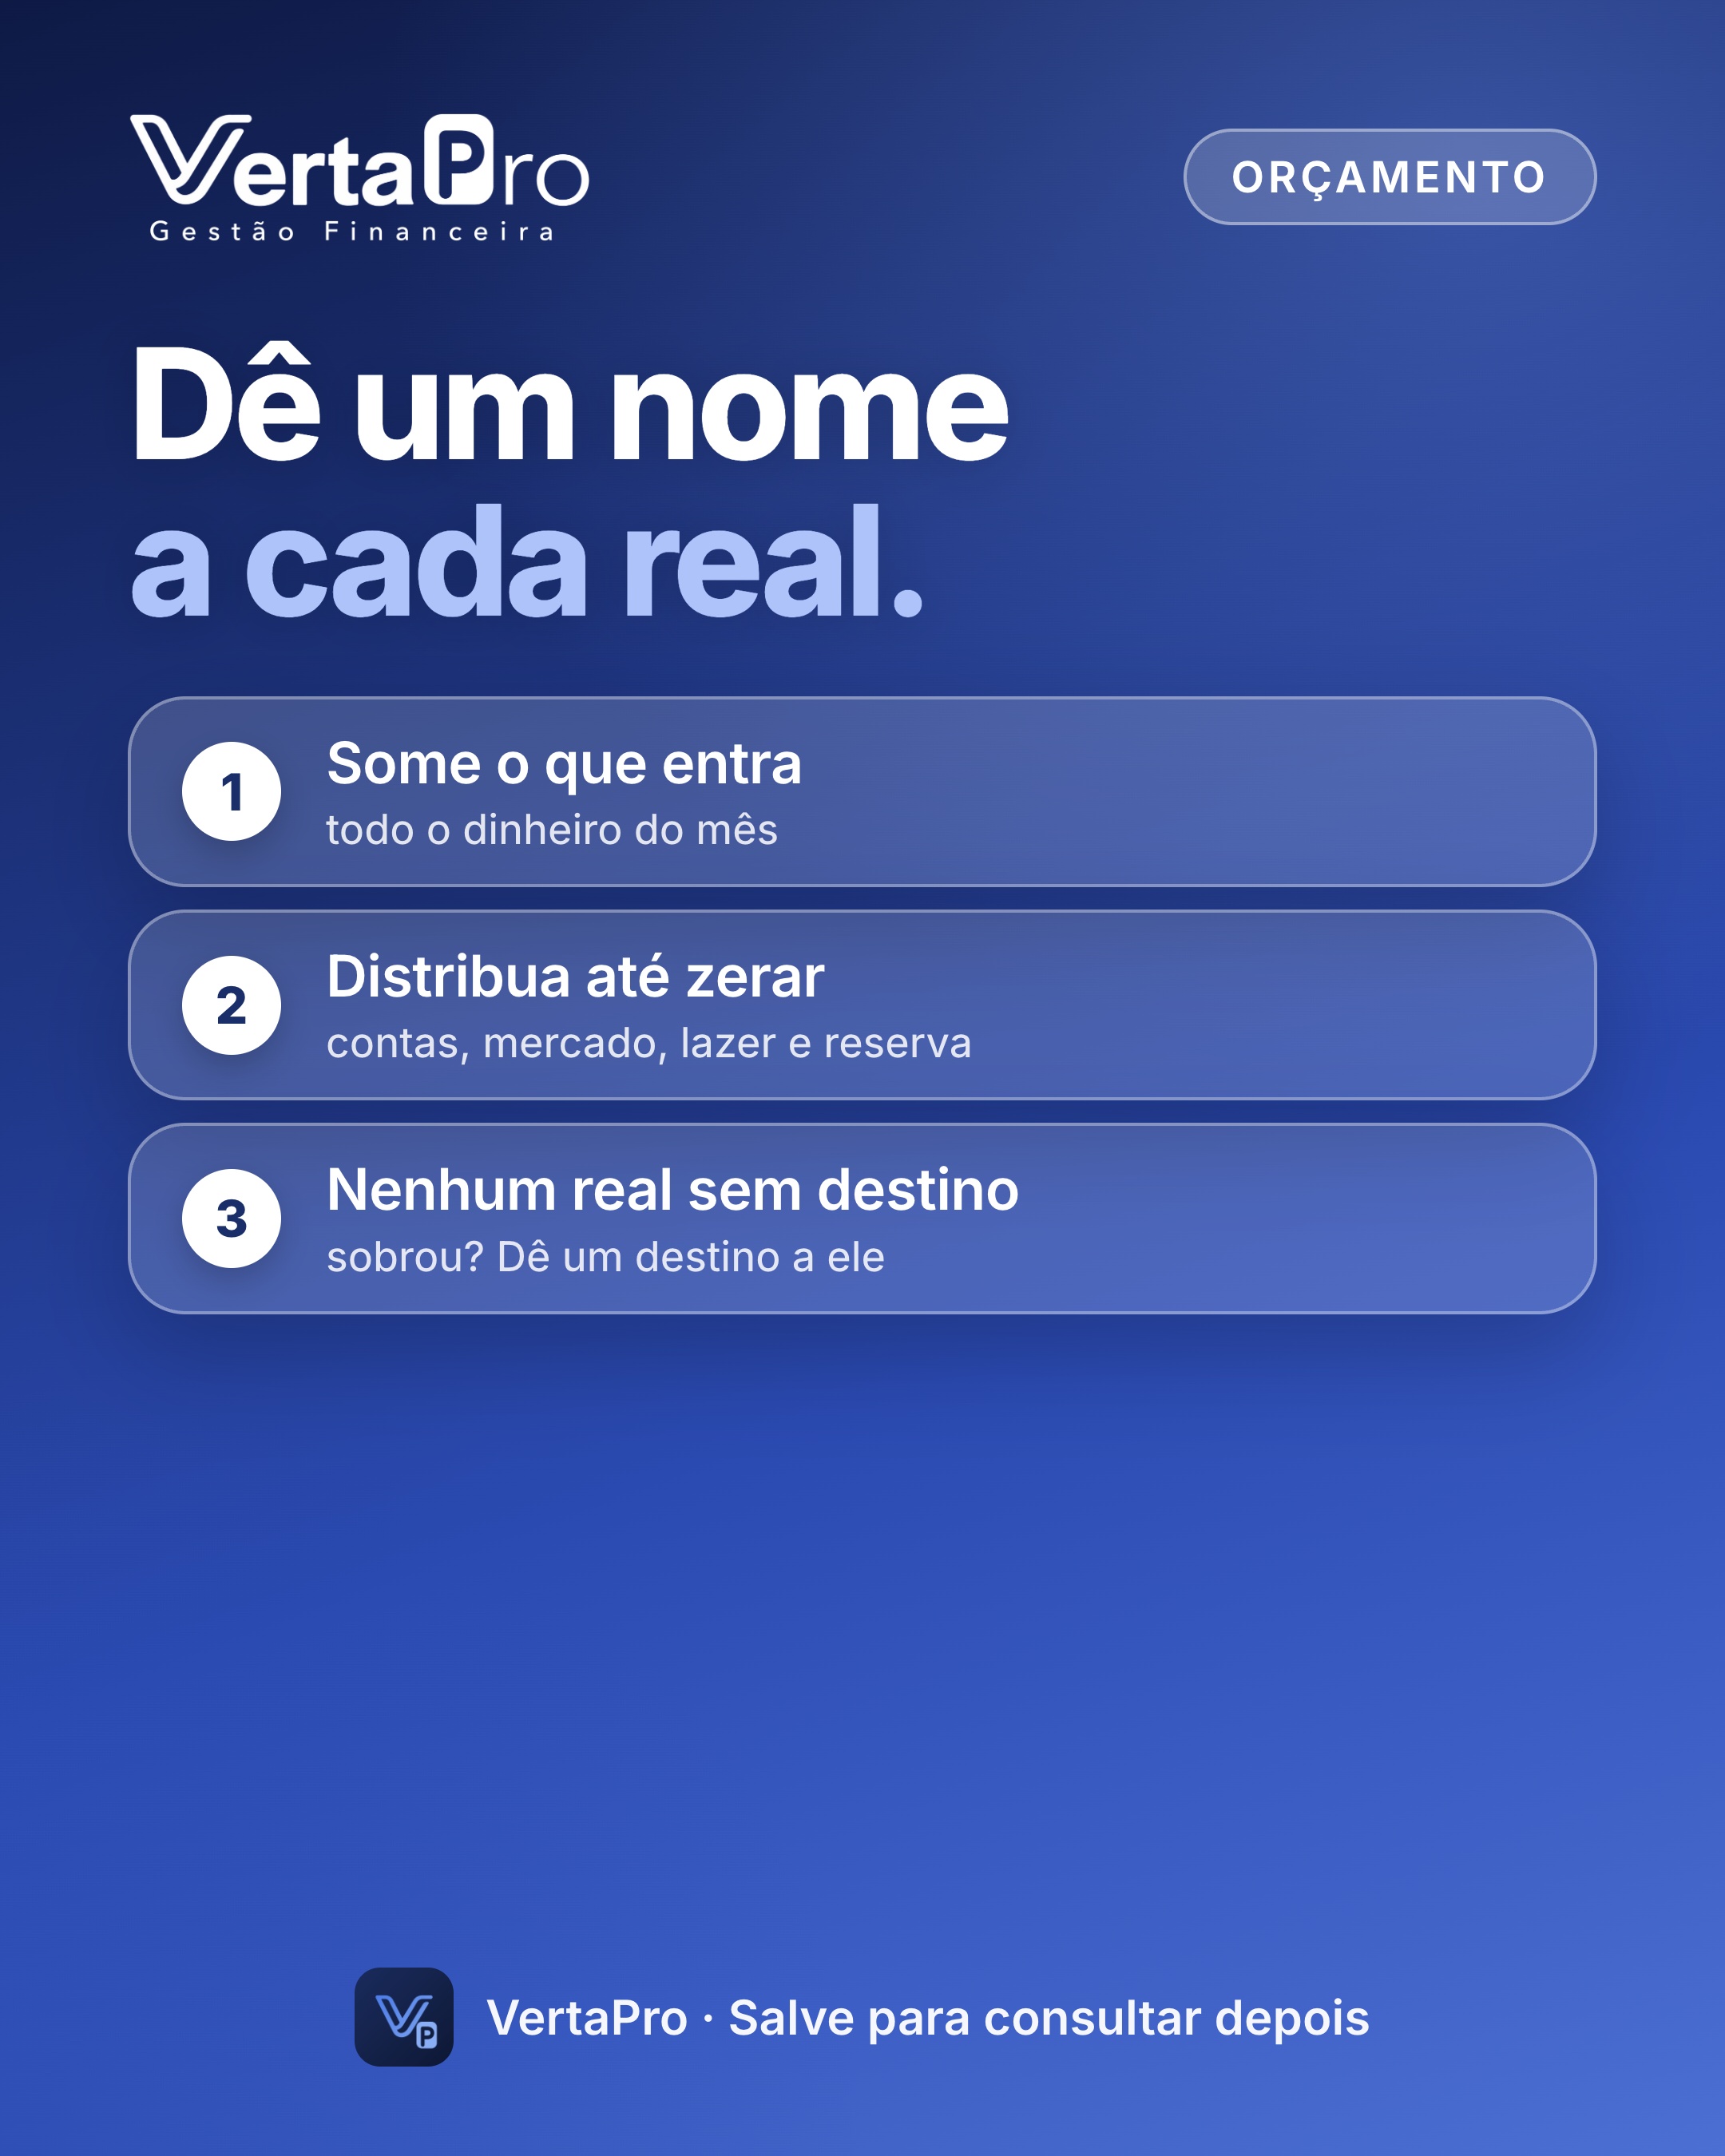 VertaPro
Gestão Financeira
ORÇAMENTO
Dê um nome
a cada real.
1
Some o que entra
todo o dinheiro do mês
2
Distribua até zerar
contas, mercado, lazer e reserva
3
Nenhum real sem destino
sobrou? Dê um destino a ele
VP
VertaPro · Salve para consultar depois